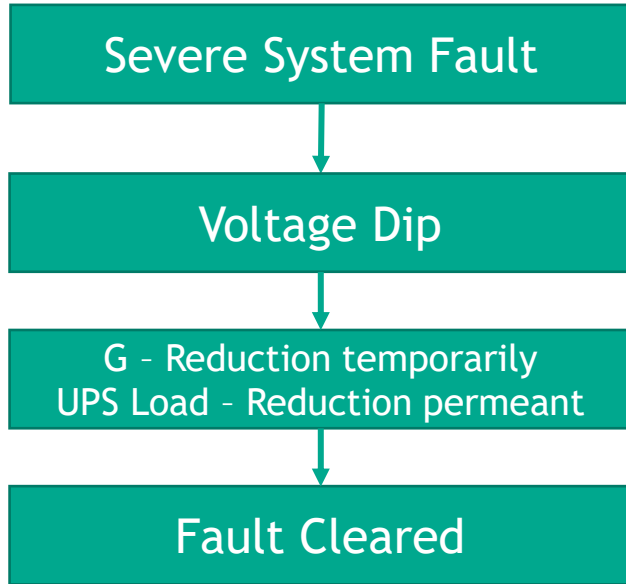 Severe System Fault
Voltage Dip
G – Reduction temporarily
UPS Load – Reduction permeant
Fault Cleared